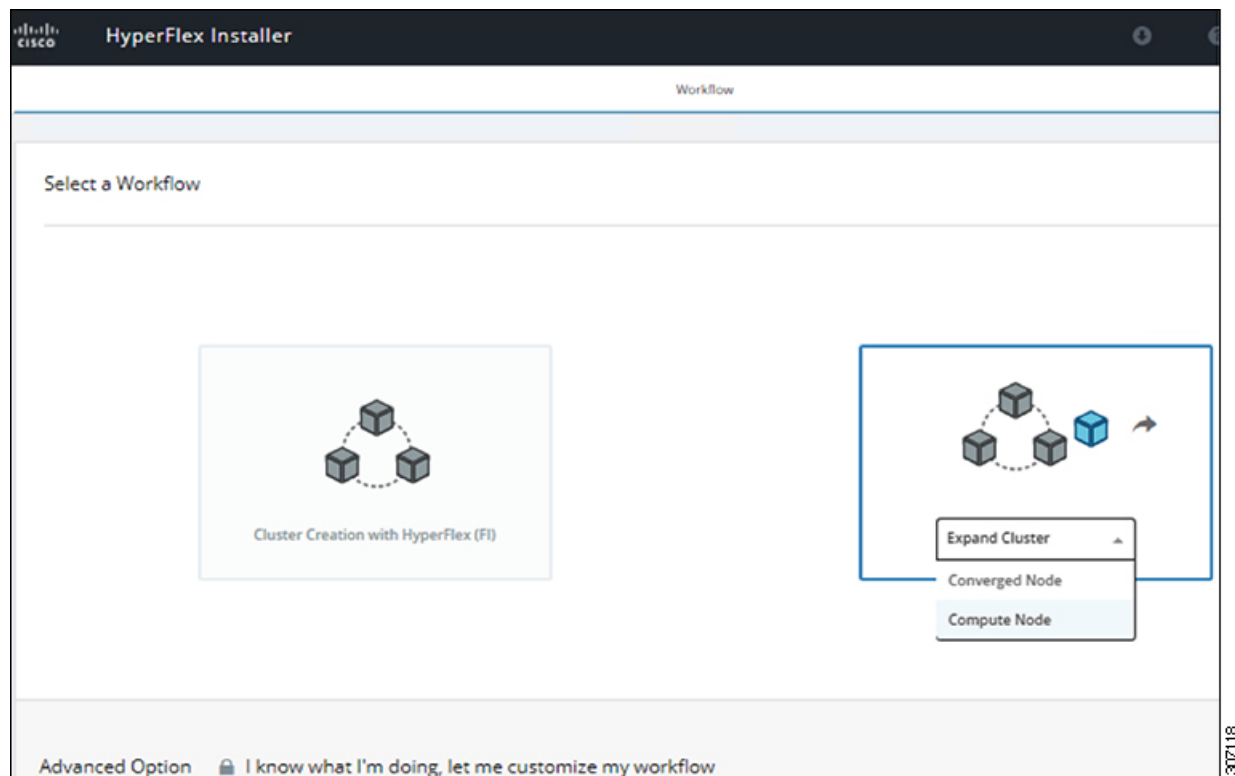 cisco HyperFlex Installer
Workflow
Select a Workflow
Cluster Creation with HyperFlex (FI)
Expand Cluster
Converged Node
Compute Node
Advanced Option I know what I'm doing, let me customize my workflow
307118